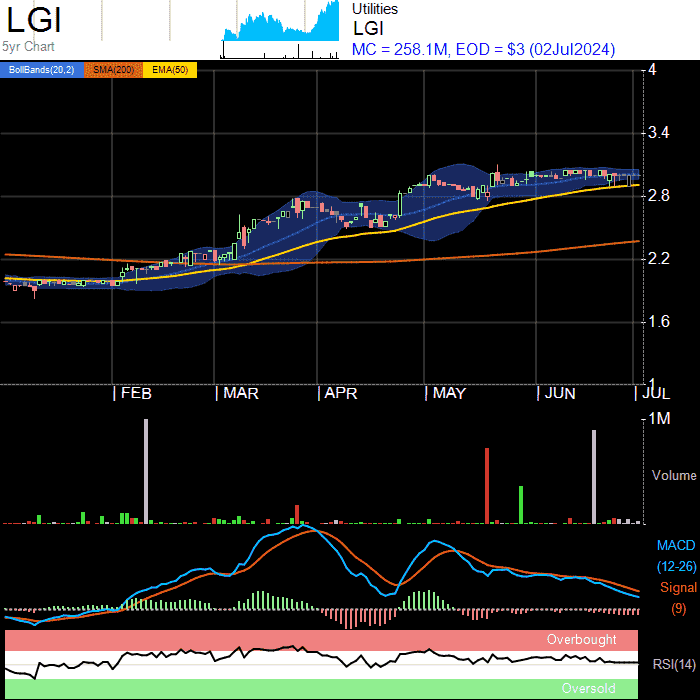 LGI
5yr Chart
Utilities
LGI
MC = 258.1M, EOD = $3 (02Jul2024)
BollBands(20,2) SMA(200) EMA(50)
4
3.4
2.8
2.2
1.6
1
FEB MAR APR MAY JUN JUL
1M
Volume
MACD
(12-26)
Signal
(9)
Overbought
RSI(14)
Oversold